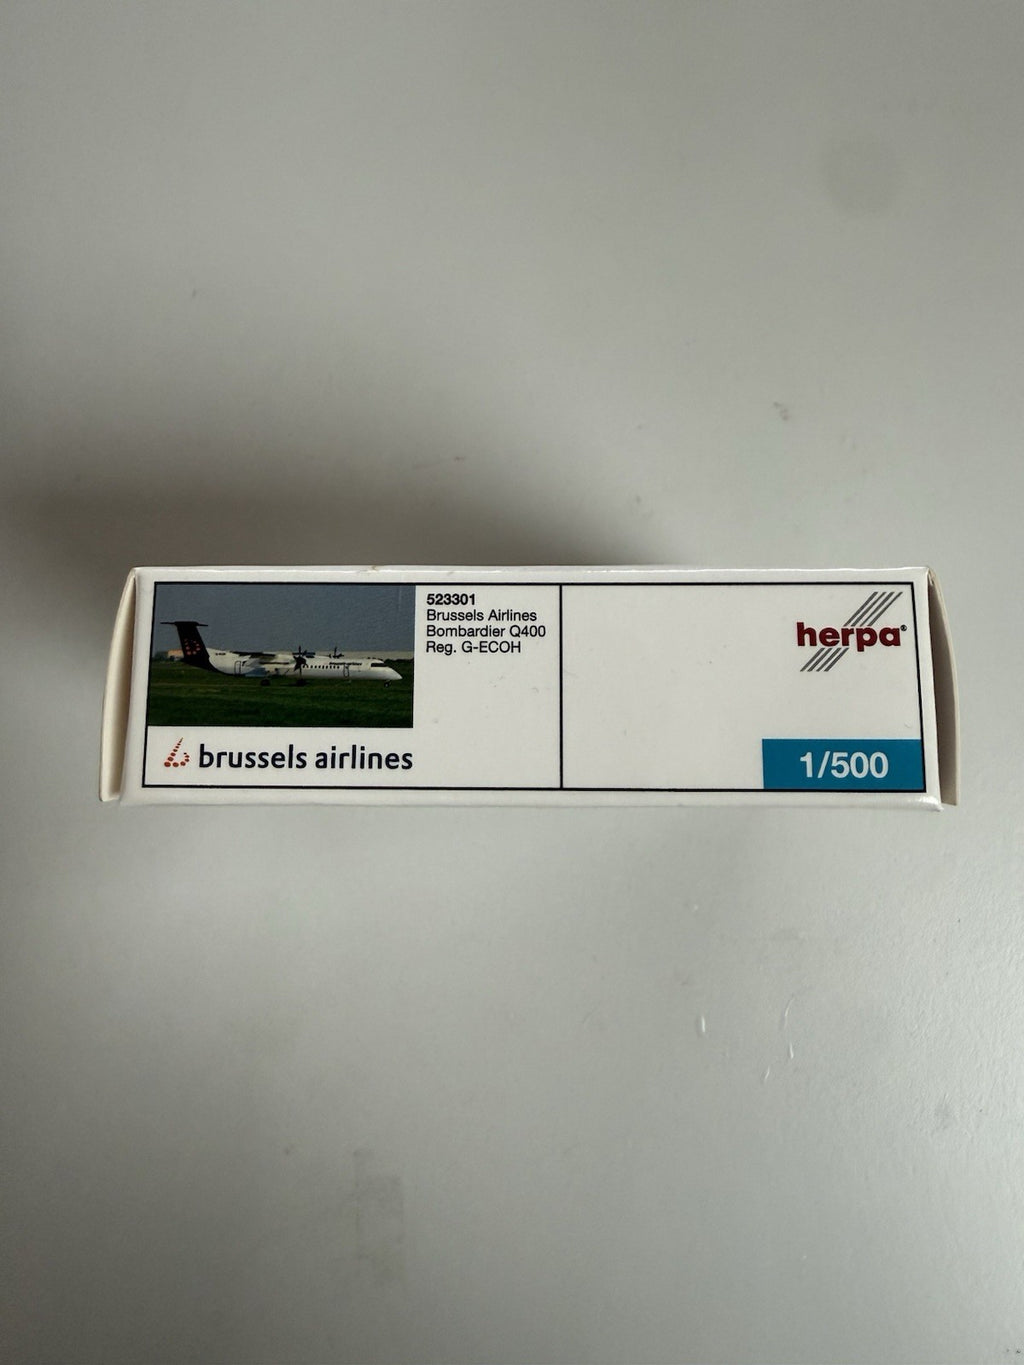 523301
Brussels Airlines
Bombardier Q400
Reg. G-ECOH
brussels airlines
herpa®
1/500